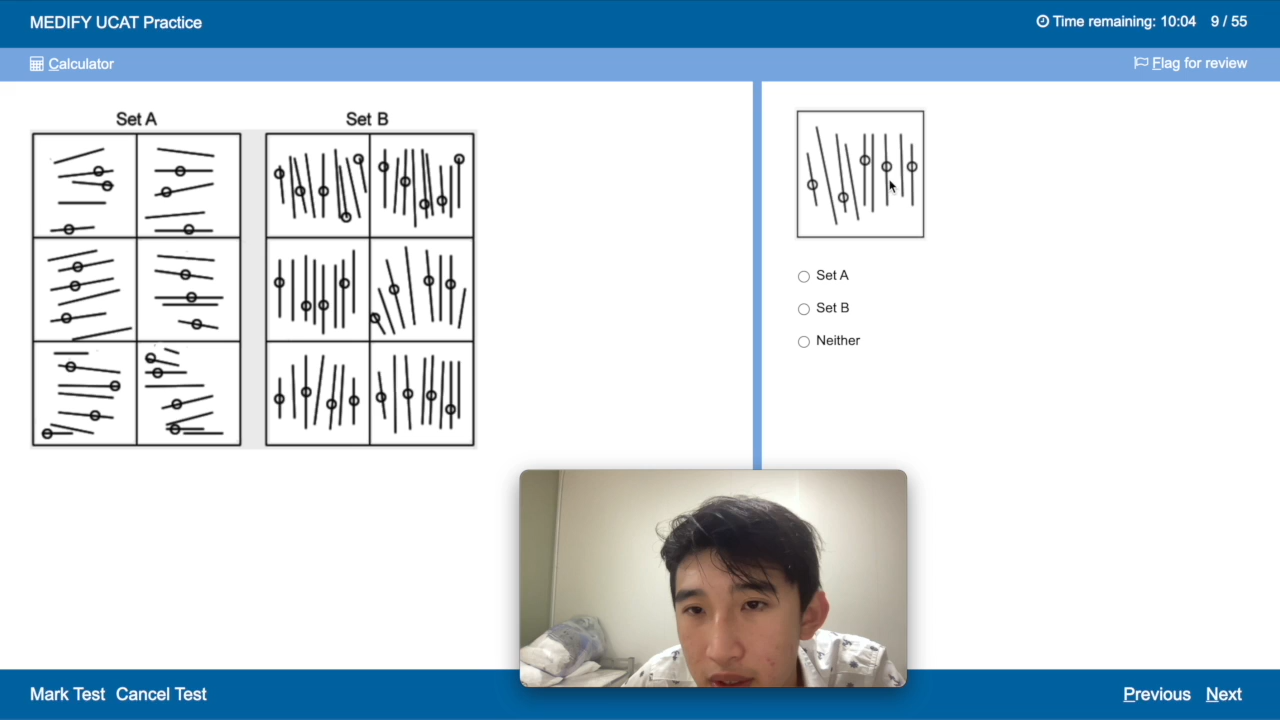 MEDIFY UCAT Practice
Time remaining: 10:04 9 / 55
Calculator
Flag for review
Set A Set B
Set A
Set B
Neither
Mark Test Cancel Test
Previous Next